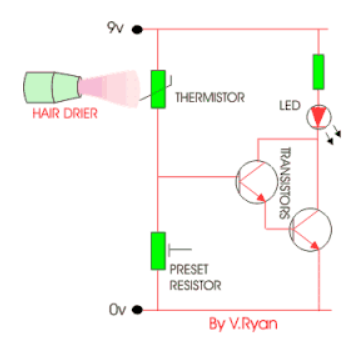 9v
THERMISTOR
HAIR DRIER
LED
TRANSISTORS
PRESET
RESISTOR
0v
By V.Ryan